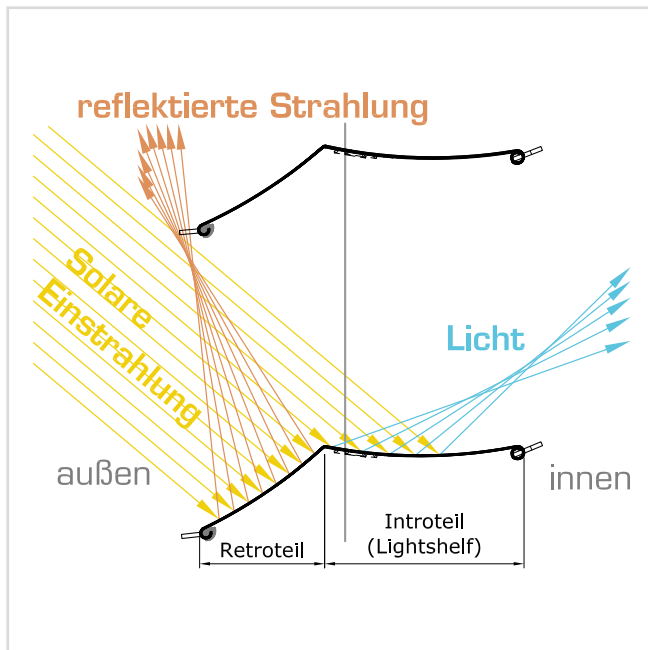 reflektierte Strahlung
Solare
Einstrahlung
Licht
außen
innen
Retroteil
Introteil
(Lightshelf)